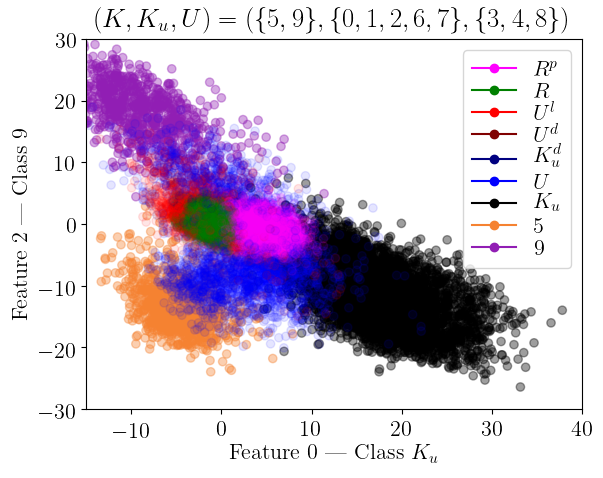 (K, K_u, U) = ({5, 9}, {0, 1, 2, 6, 7}, {3, 4, 8})
30
20
10
0
−10
−20
−30
Feature 2 — Class 9
R^p
R
U^l
U^d
K_u^d
U
K_u
5
9
−10
0
10
20
30
40
Feature 0 — Class K_u